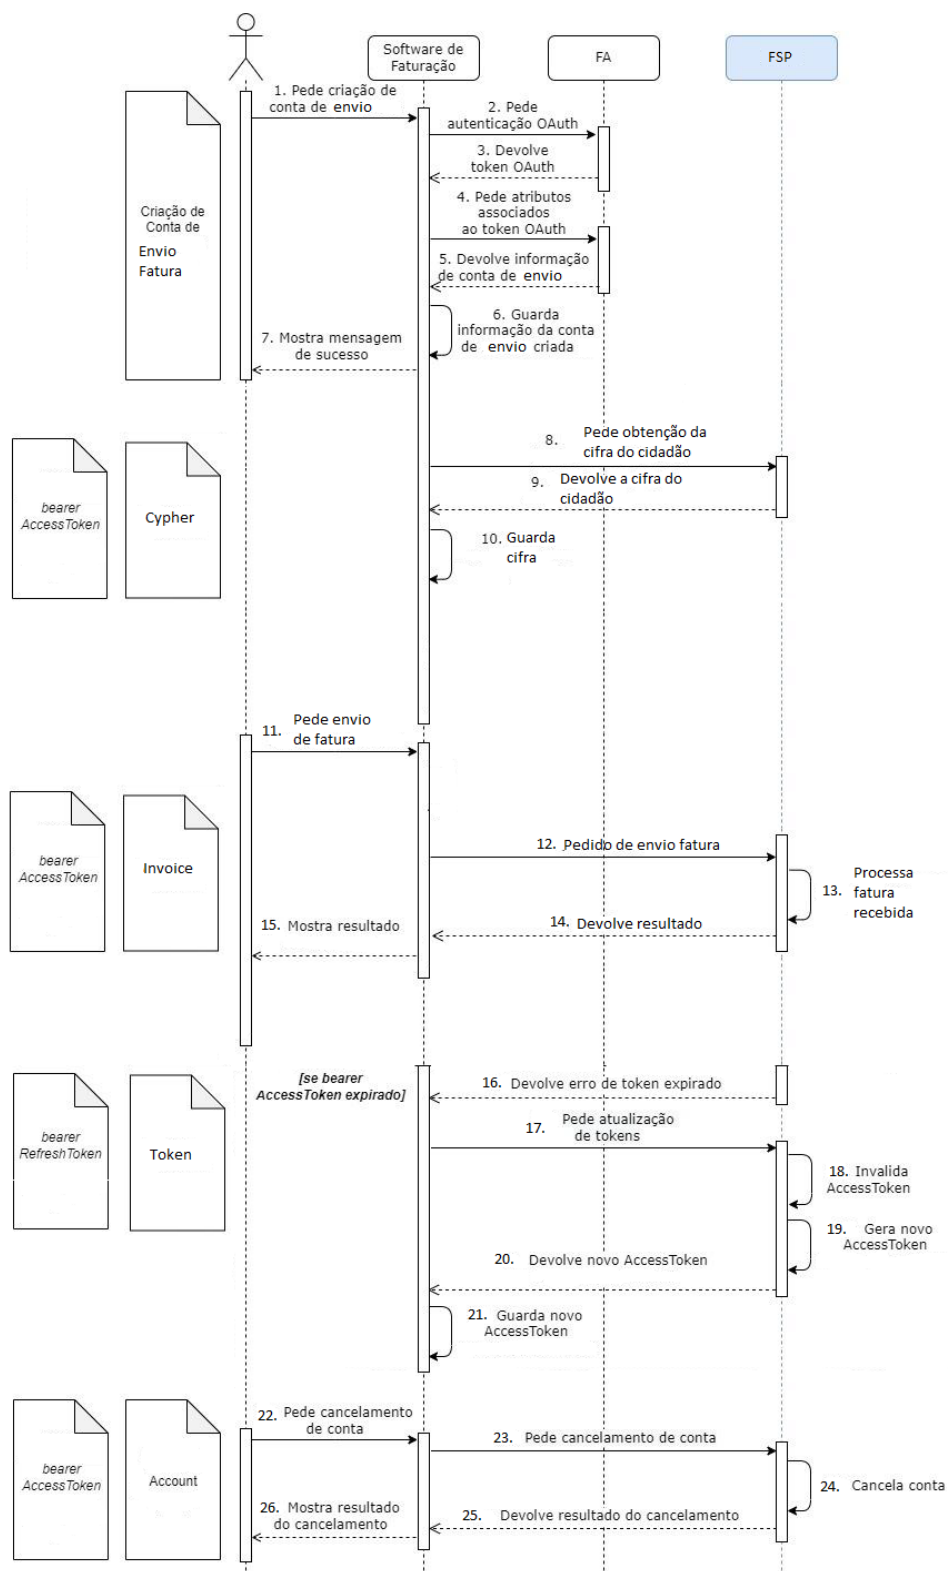 Software de
Faturação
FA
FSP
1. Pede criação de
conta de envio
2. Pede
autenticação OAuth
3. Devolve
token OAuth
4. Pede atributos
associados
ao token OAuth
Criação de
Conta de
Envio
Fatura
5. Devolve informação
de conta de envio
6. Guarda
informação da conta
de envio criada
7. Mostra mensagem
de sucesso
8. Pede obtenção da
cifra do cidadão
9. Devolve a cifra do
cidadão
bearer
AccessToken
Cypher
10. Guarda
cifra
11. Pede envio
de fatura
12. Pedido de envio fatura
bearer
AccessToken
Invoice
13. Processa
fatura
recebida
14. Devolve resultado
15. Mostra resultado
[se bearer
AccessToken expirado]
16. Devolve erro de token expirado
17. Pede atualização
de tokens
bearer
RefreshToken
Token
18. Invalida
AccessToken
19. Gera novo
AccessToken
20. Devolve novo AccessToken
21. Guarda novo
AccessToken
22. Pede cancelamento
de conta
23. Pede cancelamento de conta
bearer
AccessToken
Account
24. Cancela conta
25. Devolve resultado do cancelamento
26. Mostra resultado
do cancelamento